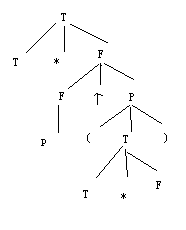 T
T * F
F ↑ P
P ( T )
T * F